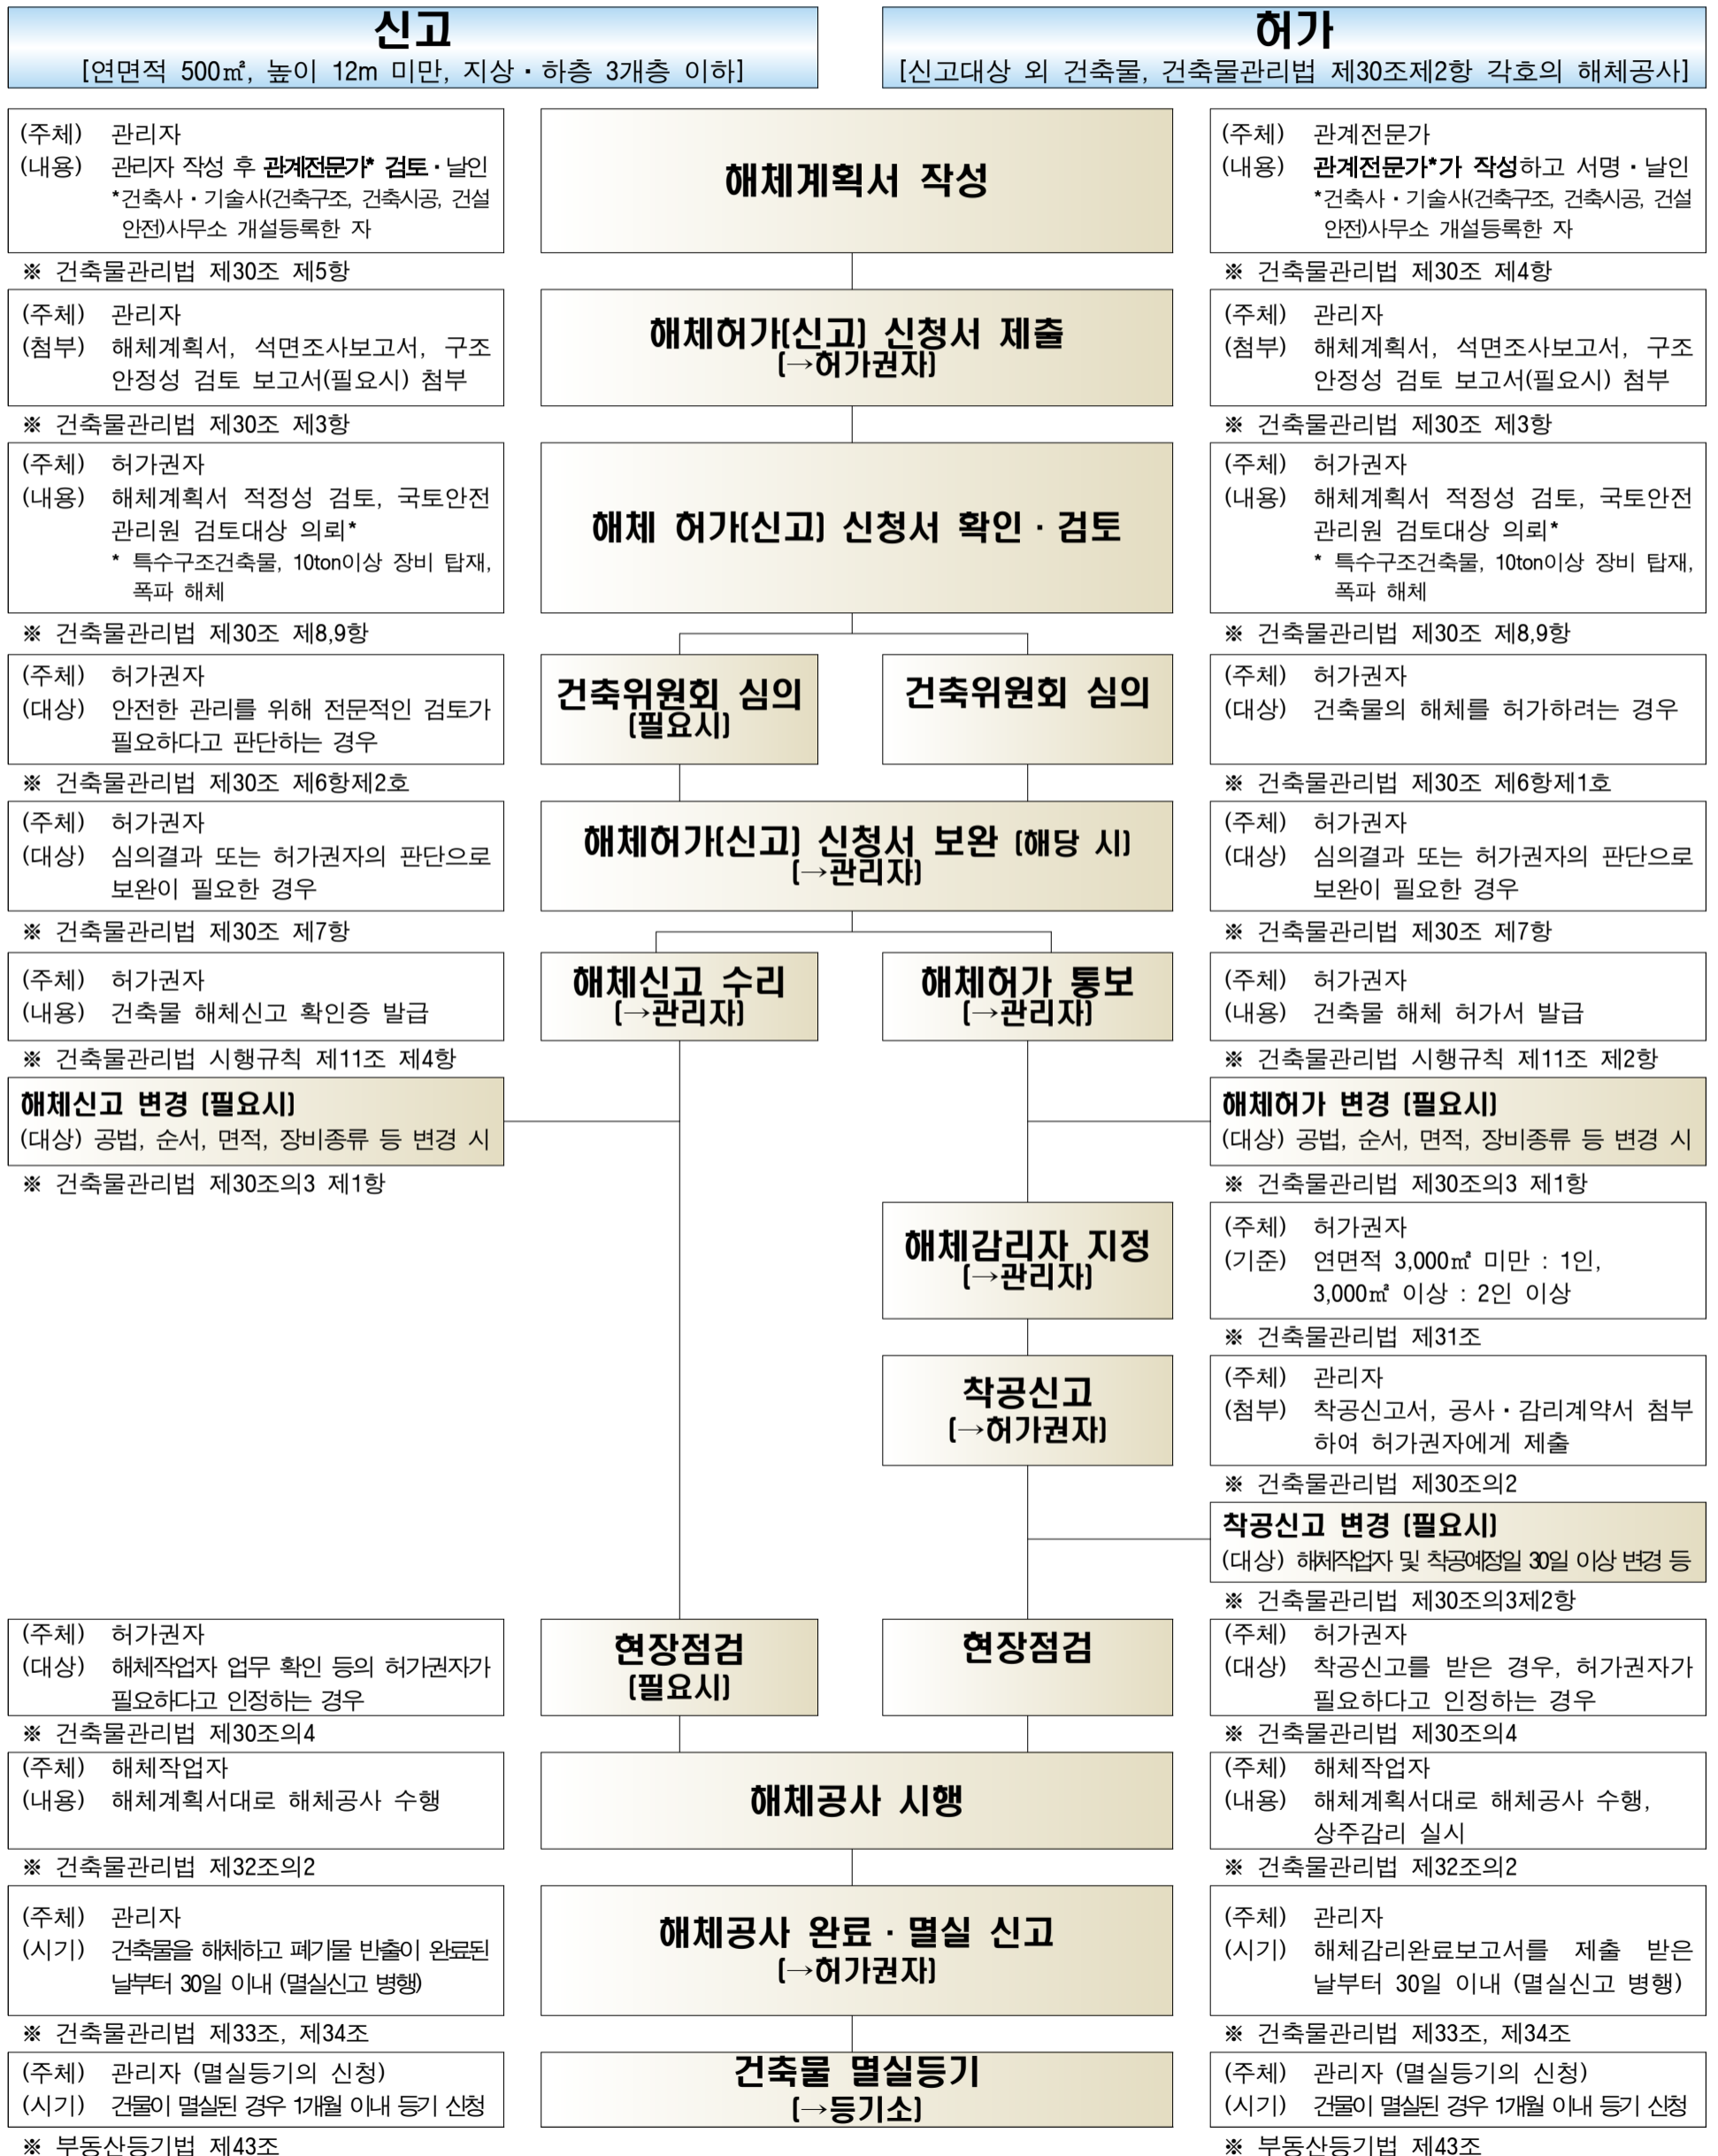 신고
[연면적 500㎡, 높이 12m 미만, 지상·하층 3개층 이하]
허가
[신고대상 외 건축물, 건축물관리법 제30조제2항 각호의 해체공사]
(주체) 관리자
(내용) 관리자 작성 후 관계전문가* 검토·날인
*건축사·기술사(건축구조, 건축시공, 건설
안전)사무소 개설등록한 자
※ 건축물관리법 제30조 제5항
해체계획서 작성
(주체) 관계전문가
(내용) 관계전문가*가 작성하고 서명·날인
*건축사·기술사(건축구조, 건축시공, 건설
안전)사무소 개설등록한 자
※ 건축물관리법 제30조 제4항
(주체) 관리자
(첨부) 해체계획서, 석면조사보고서, 구조
안정성 검토 보고서(필요시) 첨부
※ 건축물관리법 제30조 제3항
해체허가(신고) 신청서 제출
(→허가권자)
(주체) 관리자
(첨부) 해체계획서, 석면조사보고서, 구조
안정성 검토 보고서(필요시) 첨부
※ 건축물관리법 제30조 제3항
(주체) 허가권자
(내용) 해체계획서 적정성 검토, 국토안전
관리원 검토대상 의뢰*
* 특수구조건축물, 10ton이상 장비 탑재,
폭파 해체
※ 건축물관리법 제30조 제8,9항
해체 허가(신고) 신청서 확인·검토
(주체) 허가권자
(내용) 해체계획서 적정성 검토, 국토안전
관리원 검토대상 의뢰*
* 특수구조건축물, 10ton이상 장비 탑재,
폭파 해체
※ 건축물관리법 제30조 제8,9항
(주체) 허가권자
(대상) 안전한 관리를 위해 전문적인 검토가
필요하다고 판단하는 경우
※ 건축물관리법 제30조 제6항제2호
건축위원회 심의
(필요시)
건축위원회 심의
(주체) 허가권자
(대상) 건축물의 해체를 허가하려는 경우
※ 건축물관리법 제30조 제6항제1호
(주체) 허가권자
(대상) 심의결과 또는 허가권자의 판단으로
보완이 필요한 경우
※ 건축물관리법 제30조 제7항
해체허가(신고) 신청서 보완 (해당 시)
(→관리자)
(주체) 허가권자
(대상) 심의결과 또는 허가권자의 판단으로
보완이 필요한 경우
※ 건축물관리법 제30조 제7항
(주체) 허가권자
(내용) 건축물 해체신고 확인증 발급
※ 건축물관리법 시행규칙 제11조 제4항
해체신고 수리
(→관리자)
해체허가 통보
(→관리자)
(주체) 허가권자
(내용) 건축물 해체 허가서 발급
※ 건축물관리법 시행규칙 제11조 제2항
해체신고 변경 (필요시)
(대상) 공법, 순서, 면적, 장비종류 등 변경 시
※ 건축물관리법 제30조의3 제1항
해체허가 변경 (필요시)
(대상) 공법, 순서, 면적, 장비종류 등 변경 시
※ 건축물관리법 제30조의3 제1항
해체감리자 지정
(→관리자)
(주체) 허가권자
(기준) 연면적 3,000㎡ 미만 : 1인,
3,000㎡ 이상 : 2인 이상
※ 건축물관리법 제31조
착공신고
(→허가권자)
(주체) 관리자
(첨부) 착공신고서, 공사·감리계약서 첨부
하여 허가권자에게 제출
※ 건축물관리법 제30조의2
착공신고 변경 (필요시)
(대상) 해체작업자 및 착공예정일 30일 이상 변경 등
※ 건축물관리법 제30조의3제2항
(주체) 허가권자
(대상) 해체작업자 업무 확인 등의 허가권자가
필요하다고 인정하는 경우
※ 건축물관리법 제30조의4
현장점검
(필요시)
현장점검
(주체) 허가권자
(대상) 착공신고를 받은 경우, 허가권자가
필요하다고 인정하는 경우
※ 건축물관리법 제30조의4
(주체) 해체작업자
(내용) 해체계획서대로 해체공사 수행
※ 건축물관리법 제32조의2
해체공사 시행
(주체) 해체작업자
(내용) 해체계획서대로 해체공사 수행,
상주감리 실시
※ 건축물관리법 제32조의2
(주체) 관리자
(시기) 건축물을 해체하고 폐기물 반출이 완료된
날부터 30일 이내 (멸실신고 병행)
※ 건축물관리법 제33조, 제34조
해체공사 완료·멸실 신고
(→허가권자)
(주체) 관리자
(시기) 해체감리완료보고서를 제출 받은
날부터 30일 이내 (멸실신고 병행)
※ 건축물관리법 제33조, 제34조
(주체) 관리자 (멸실등기의 신청)
(시기) 건물이 멸실된 경우 1개월 이내 등기 신청
※ 부동산등기법 제43조
건축물 멸실등기
(→등기소)
(주체) 관리자 (멸실등기의 신청)
(시기) 건물이 멸실된 경우 1개월 이내 등기 신청
※ 부동산등기법 제43조